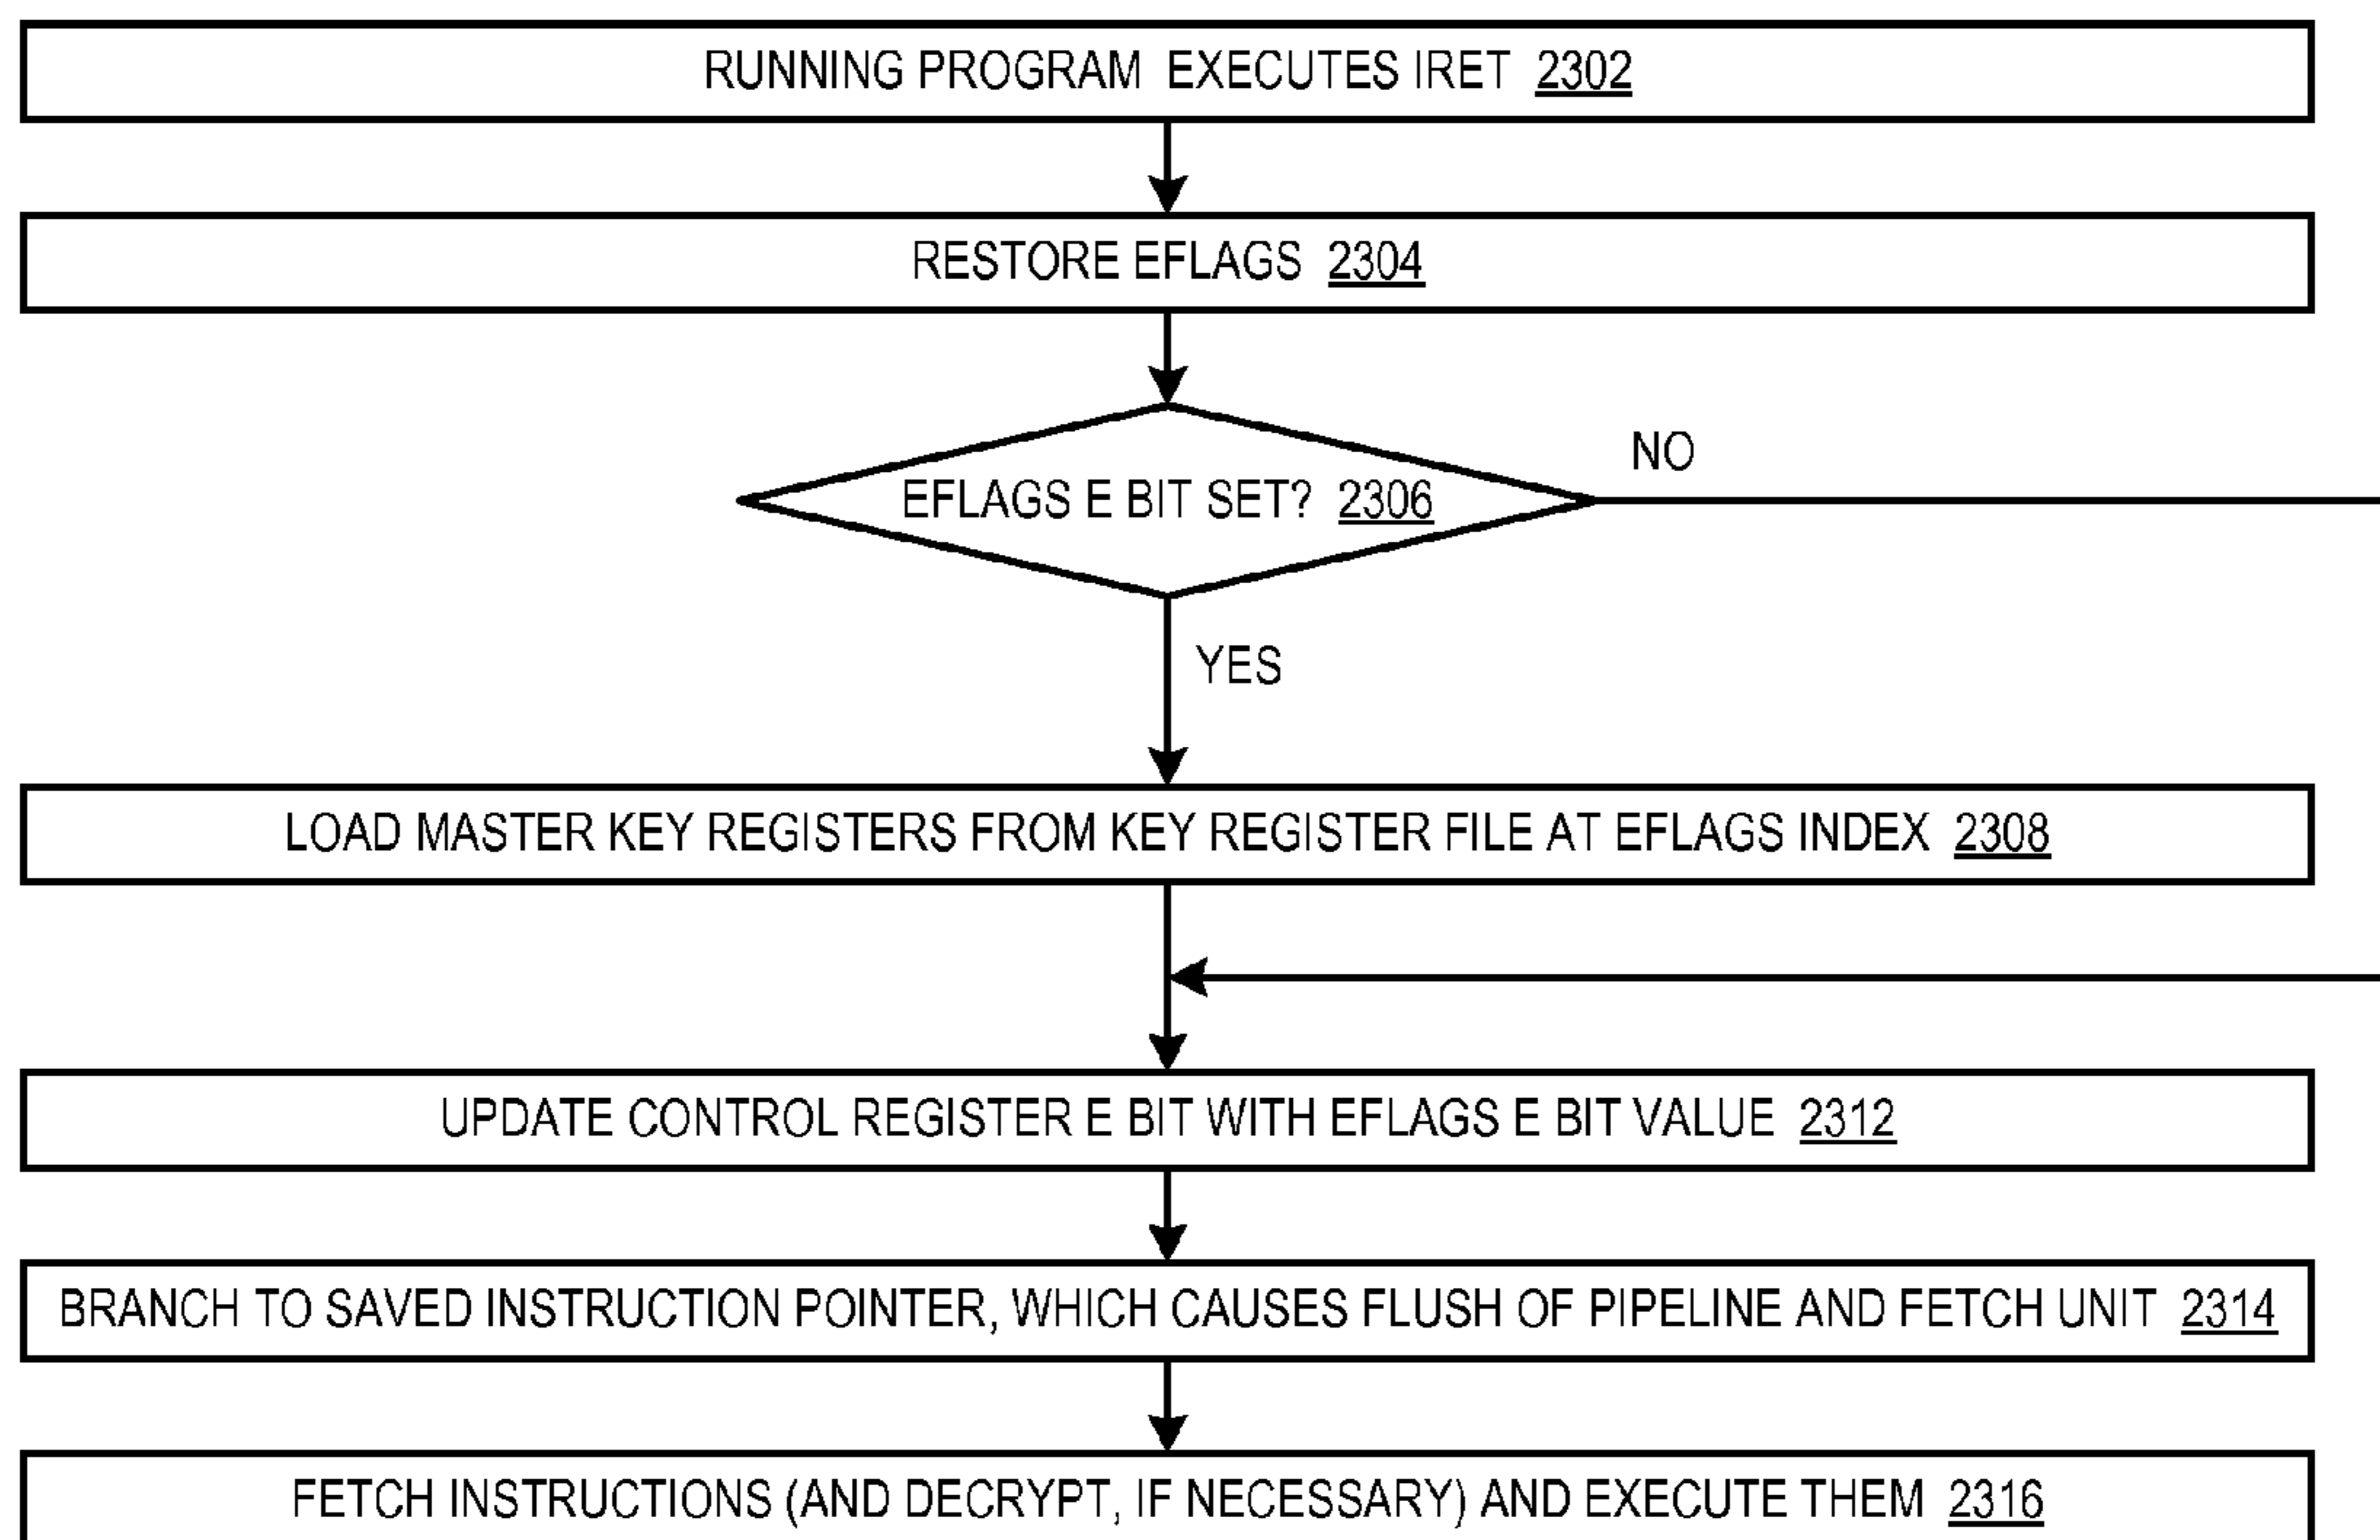 RUNNING PROGRAM EXECUTES IRET 2302
RESTORE EFLAGS 2304
NO
EFLAGS E BIT SET? 2306
YES
LOAD MASTER KEY REGISTERS FROM KEY REGISTER FILE AT EFLAGS INDEX 2308
UPDATE CONTROL REGISTER E BIT WITH EFLAGS E BIT VALUE 2312
BRANCH TO SAVED INSTRUCTION POINTER, WHICH CAUSES FLUSH OF PIPELINE AND FETCH UNIT 2314
FETCH INSTRUCTIONS (AND DECRYPT, IF NECESSARY) AND EXECUTE THEM 2316